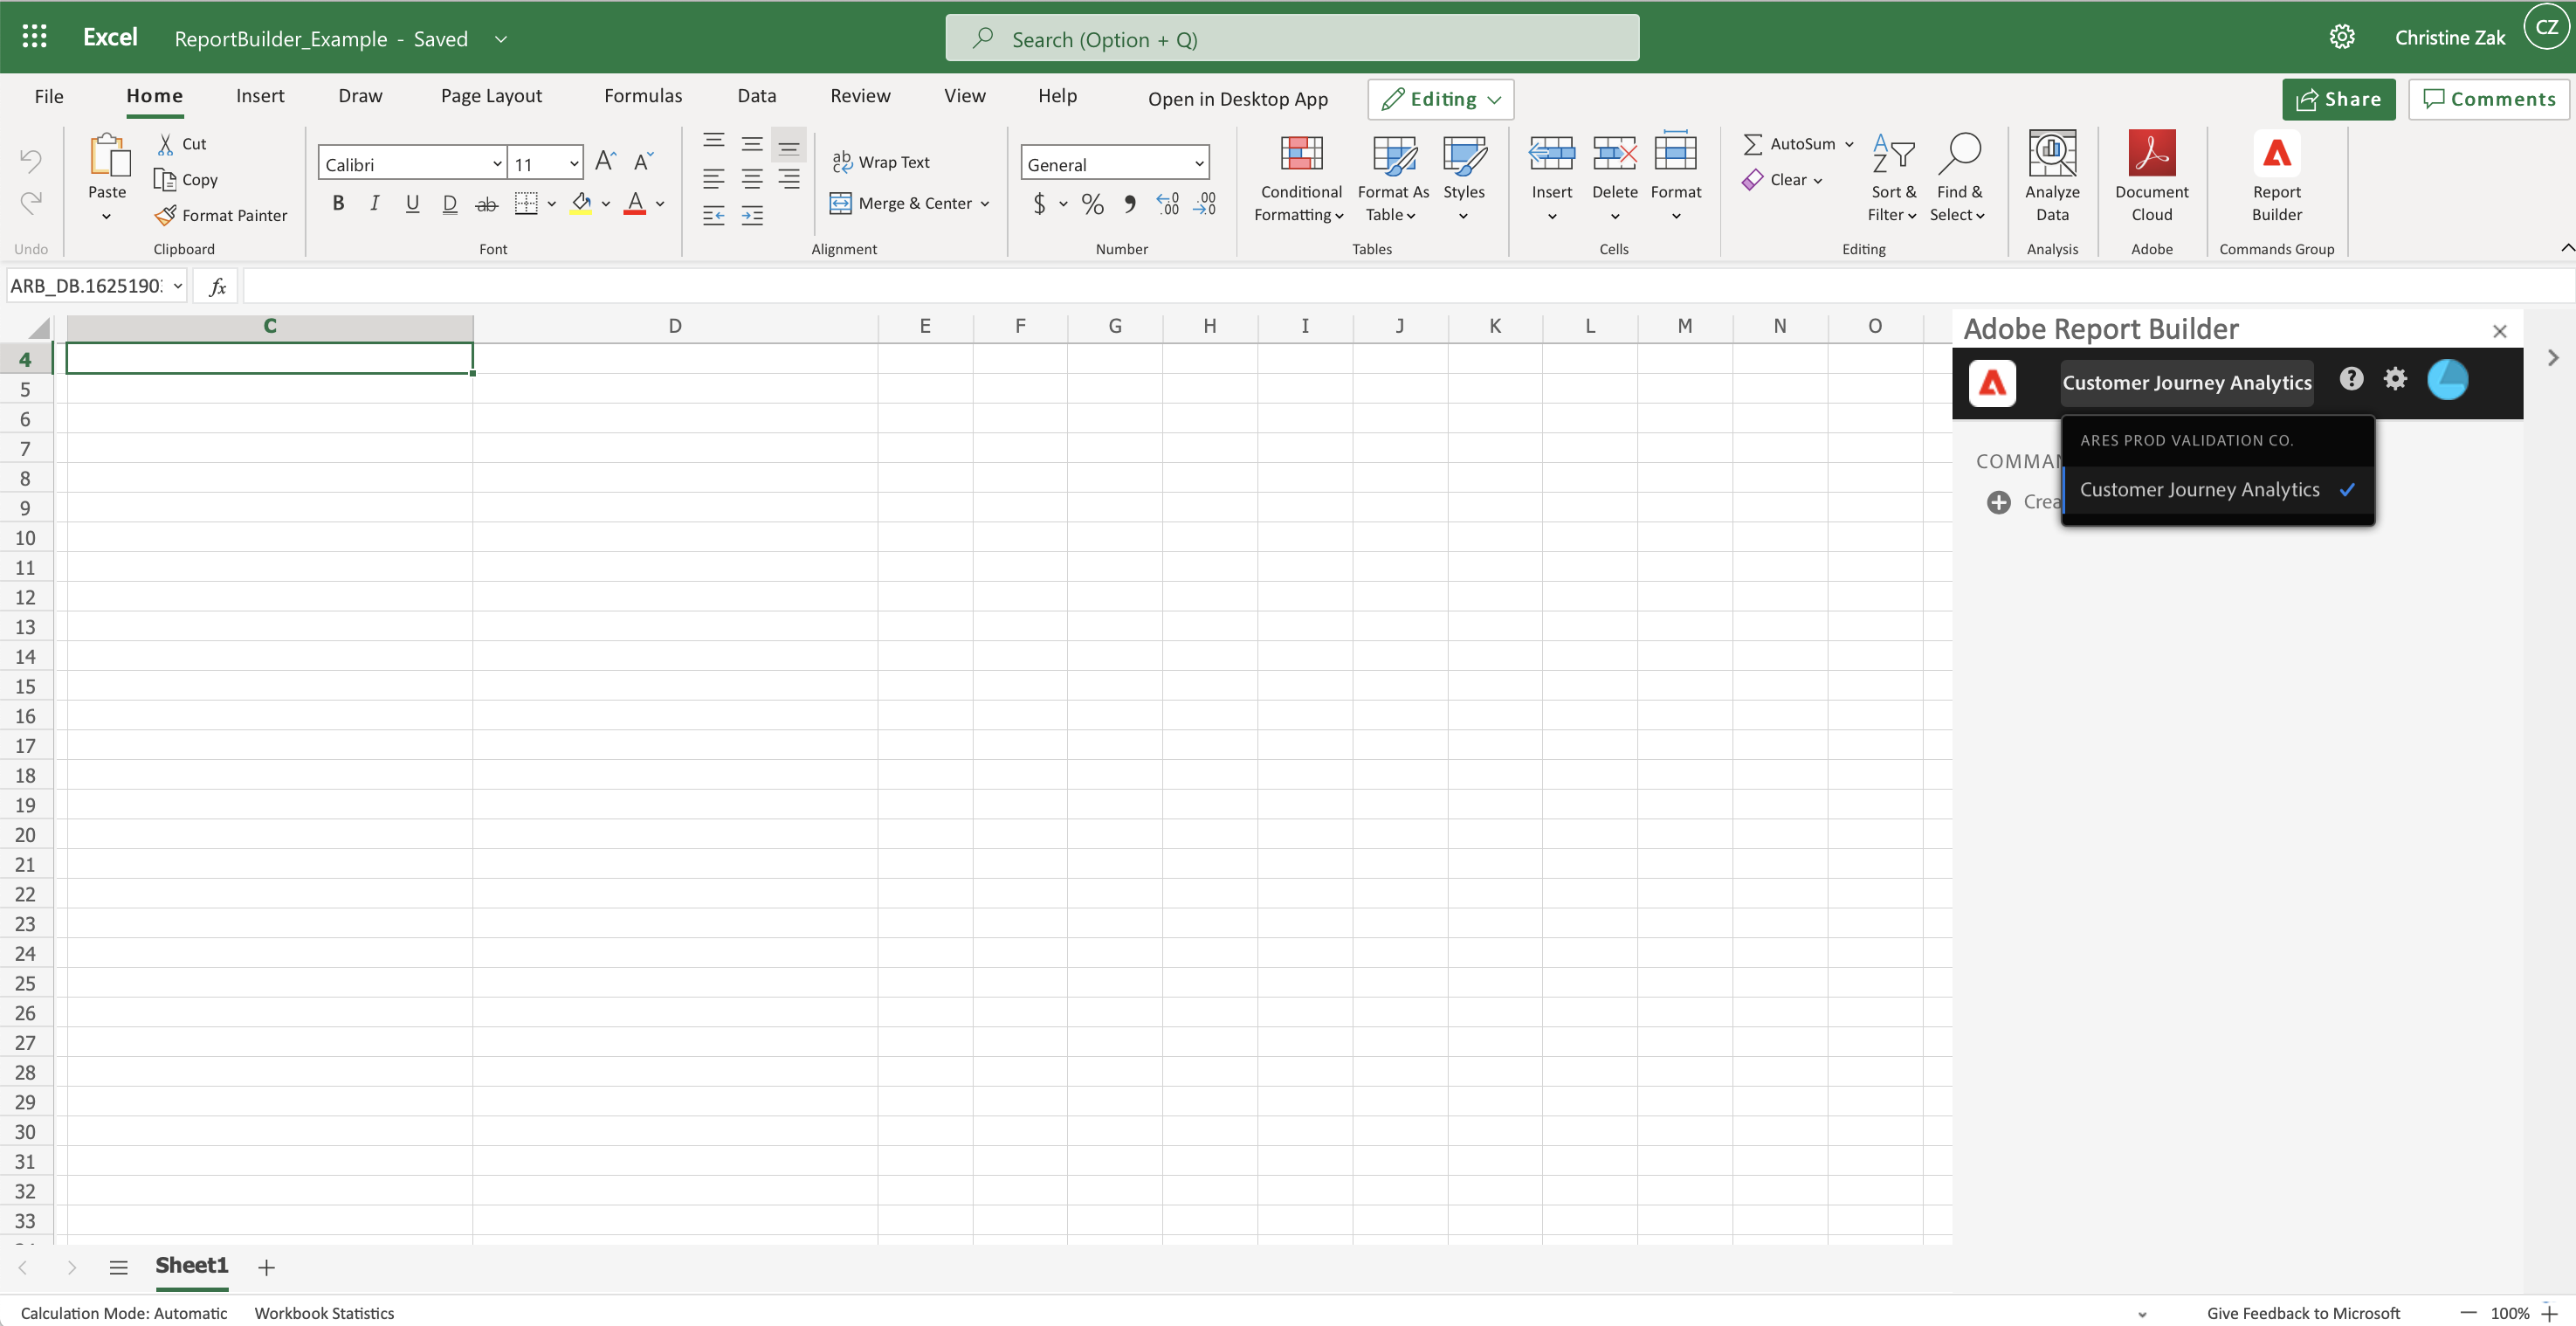 Excel ReportBuilder_Example - Saved Search (Option + Q) Christine Zak CZ
File Home Insert Draw Page Layout Formulas Data Review View Help Open in Desktop App Editing Share Comments
Paste Cut Copy Format Painter
Undo Clipboard
Calibri 11
B I U D ab
Font
Wrap Text
Merge & Center
Alignment
General
$ % .00 .00
Number
Conditional Formatting
Format As Table
Styles
Tables
Insert Delete Format
Cells
AutoSum
Clear
Sort & Filter
Find & Select
Editing
Analyze Data
Analysis
Document Cloud
Adobe
Report Builder
Commands Group
ARB_DB.1625190 fx
C D E F G H I J K L M N O
4
5
6
7
8
9
10
11
12
13
14
15
16
17
18
19
20
21
22
23
24
25
26
27
28
29
30
31
32
33
Adobe Report Builder
Customer Journey Analytics
ARES PROD VALIDATION CO.
Customer Journey Analytics
COMMAN
Crea
Sheet1
Calculation Mode: Automatic Workbook Statistics Give Feedback to Microsoft 100%